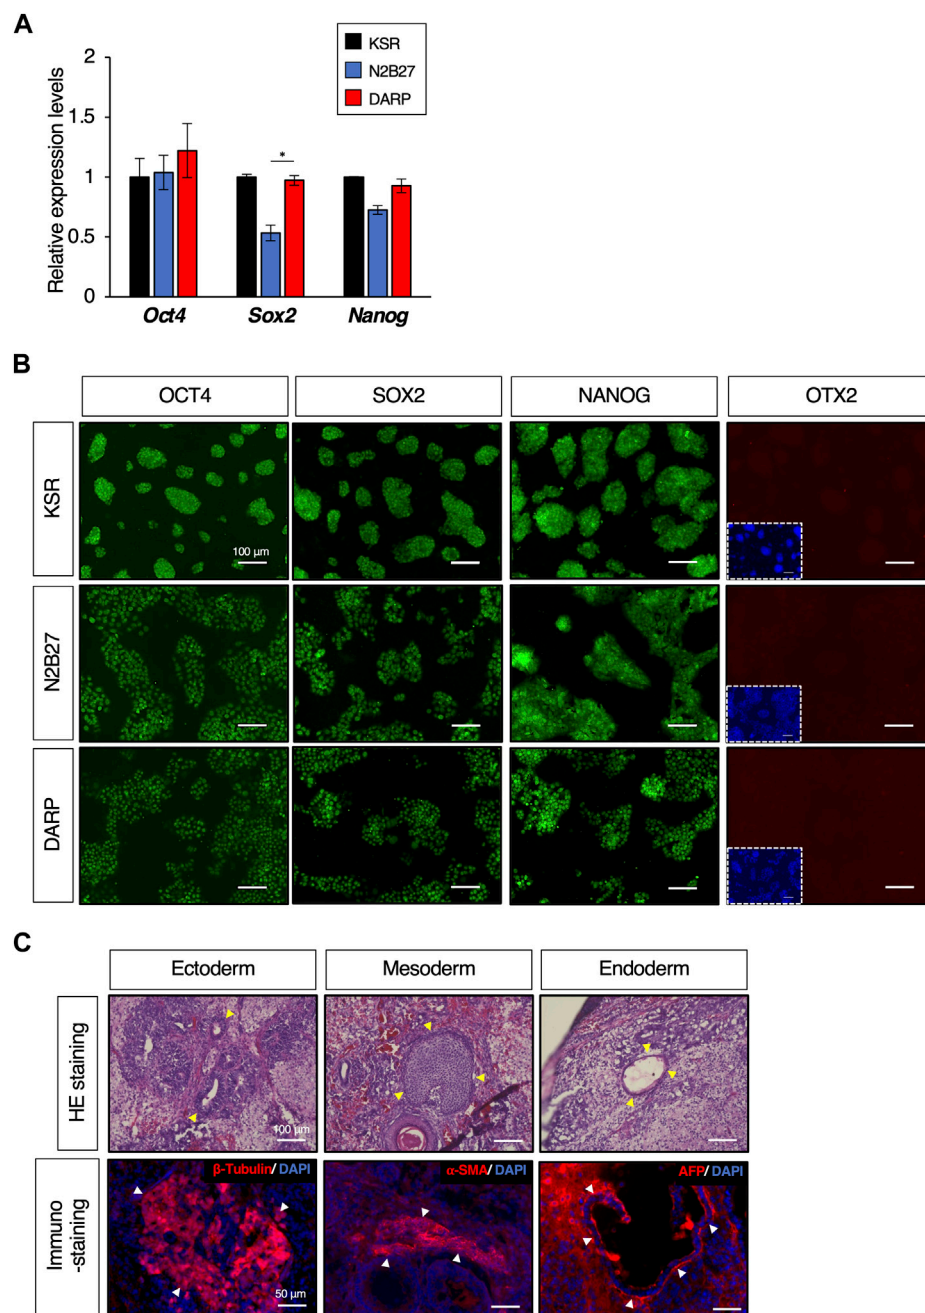 A
KSR
N2B27
DARP
Relative expression levels
2
1.5
1
0.5
0
*
Oct4
Sox2
Nanog
B
OCT4
SOX2
NANOG
OTX2
KSR
100 μm
N2B27
DARP
C
Ectoderm
Mesoderm
Endoderm
HE staining
100 μm
Immuno
-staining
β-Tubulin/ DAPI
α-SMA/ DAPI
AFP/ DAPI
50 μm